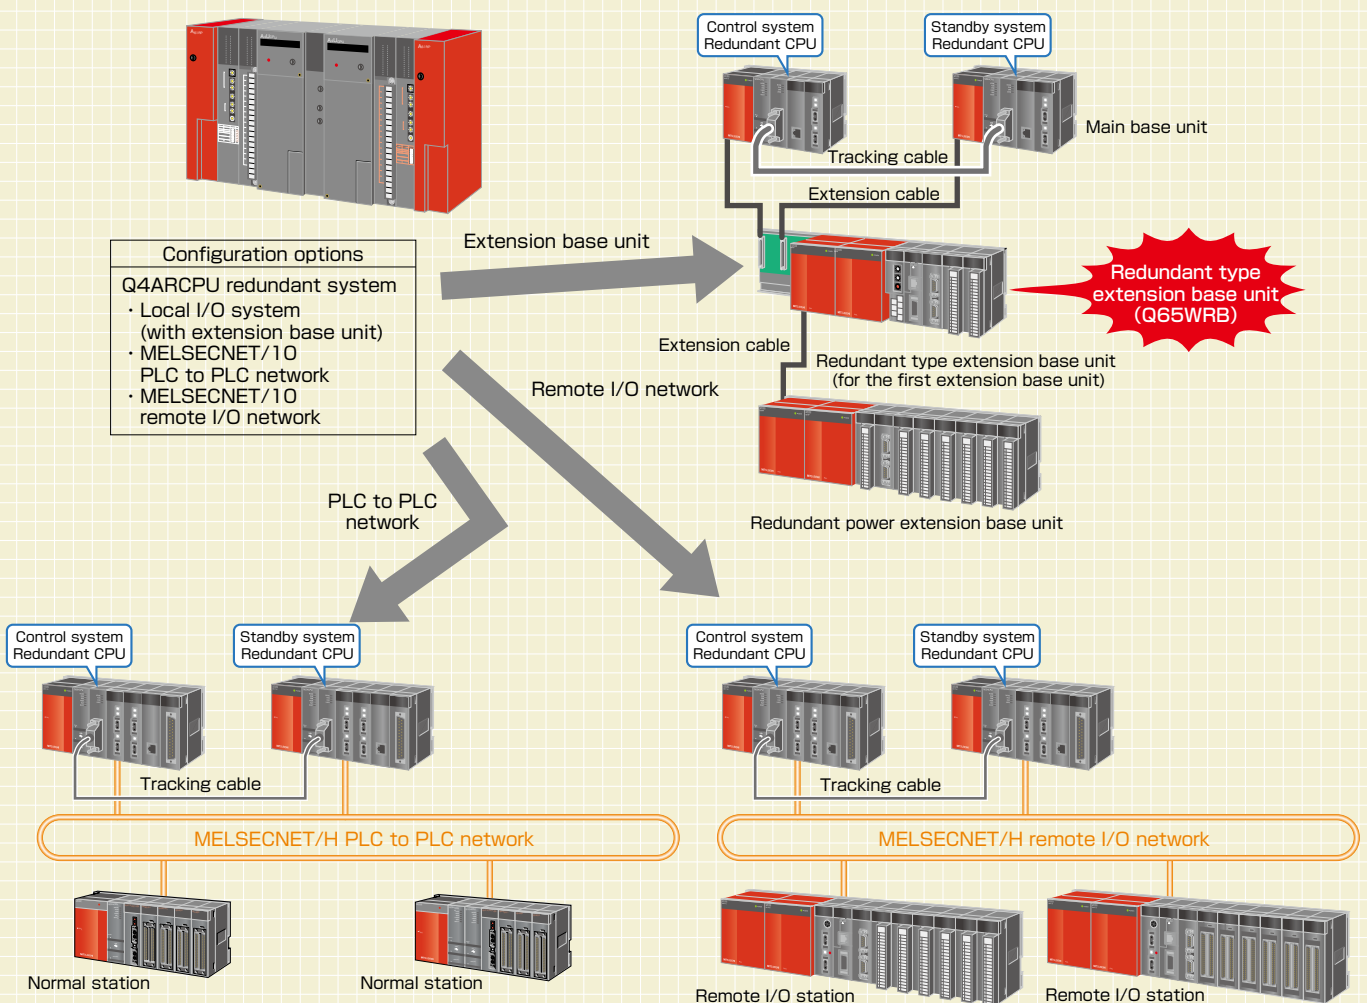 Control system
Redundant CPU
Standby system
Redundant CPU
Main base unit
Tracking cable
Extension cable
Configuration options
Q4ARCPU redundant system
・Local I/O system
(with extension base unit)
・MELSECNET/10
PLC to PLC network
・MELSECNET/10
remote I/O network
Extension base unit
Redundant type
extension base unit
(Q65WRB)
Extension cable
Redundant type extension base unit
(for the first extension base unit)
Remote I/O network
Redundant power extension base unit
PLC to PLC
network
Control system
Redundant CPU
Standby system
Redundant CPU
Tracking cable
MELSECNET/H PLC to PLC network
Normal station
Normal station
Control system
Redundant CPU
Standby system
Redundant CPU
Tracking cable
MELSECNET/H remote I/O network
Remote I/O station
Remote I/O station